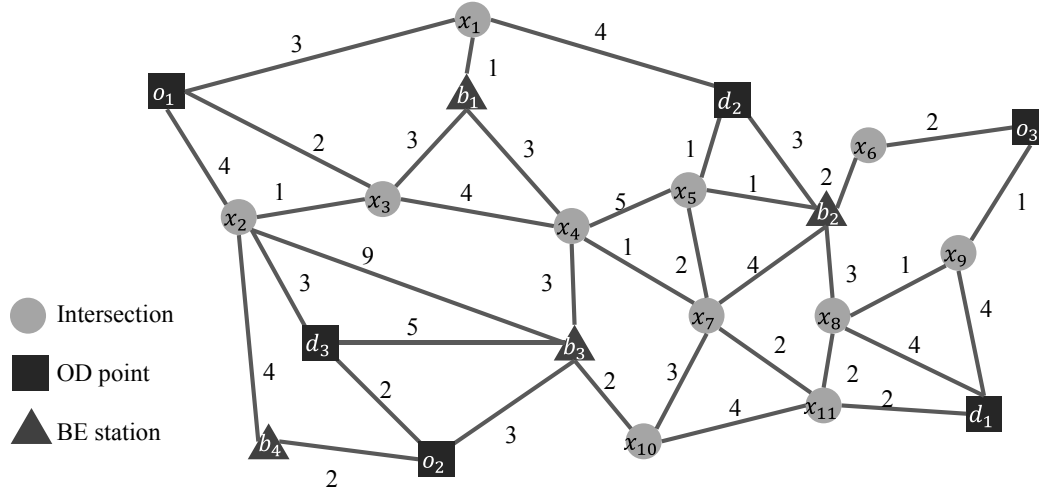 x₁
3
4
1
o₁
b₁
d₂
2
o₃
3
x₆
2
3
3
1
2
4
1
x₃
x₅
1
1
x₂
4
x₄
5
b₂
9
1
x₉
3
3
2
4
3
1
4
Intersection
x₇
x₈
d₃
5
b₃
2
4
OD point
4
2
2
3
2
2
x₁₁
d₁
BE station
b₄
3
4
o₂
x₁₀
2